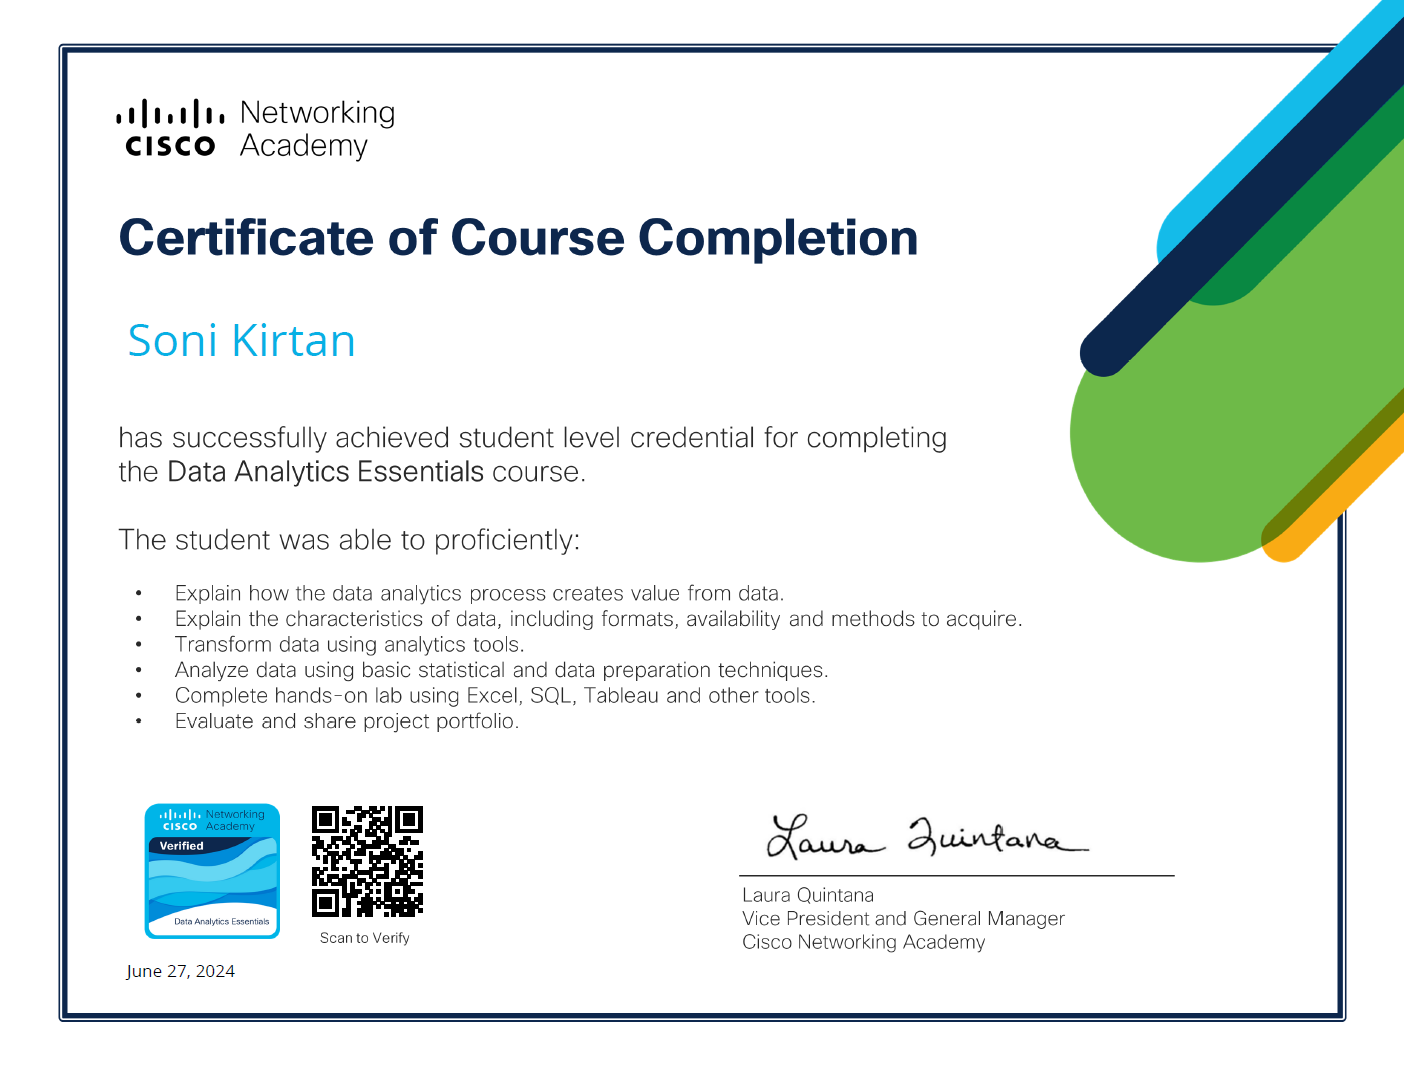 Networking
CISCO Academy
Certificate of Course Completion
Soni Kirtan
has successfully achieved student level credential for completing
the Data Analytics Essentials course.
The student was able to proficiently:
• Explain how the data analytics process creates value from data.
• Explain the characteristics of data, including formats, availability and methods to acquire.
• Transform data using analytics tools.
• Analyze data using basic statistical and data preparation techniques.
• Complete hands-on lab using Excel, SQL, Tableau and other tools.
• Evaluate and share project portfolio.
Networking
CISCO Academy
Verified
Data Analytics Essentials
Scan to Verify
June 27, 2024
Laura Quintana
Laura Quintana
Vice President and General Manager
Cisco Networking Academy